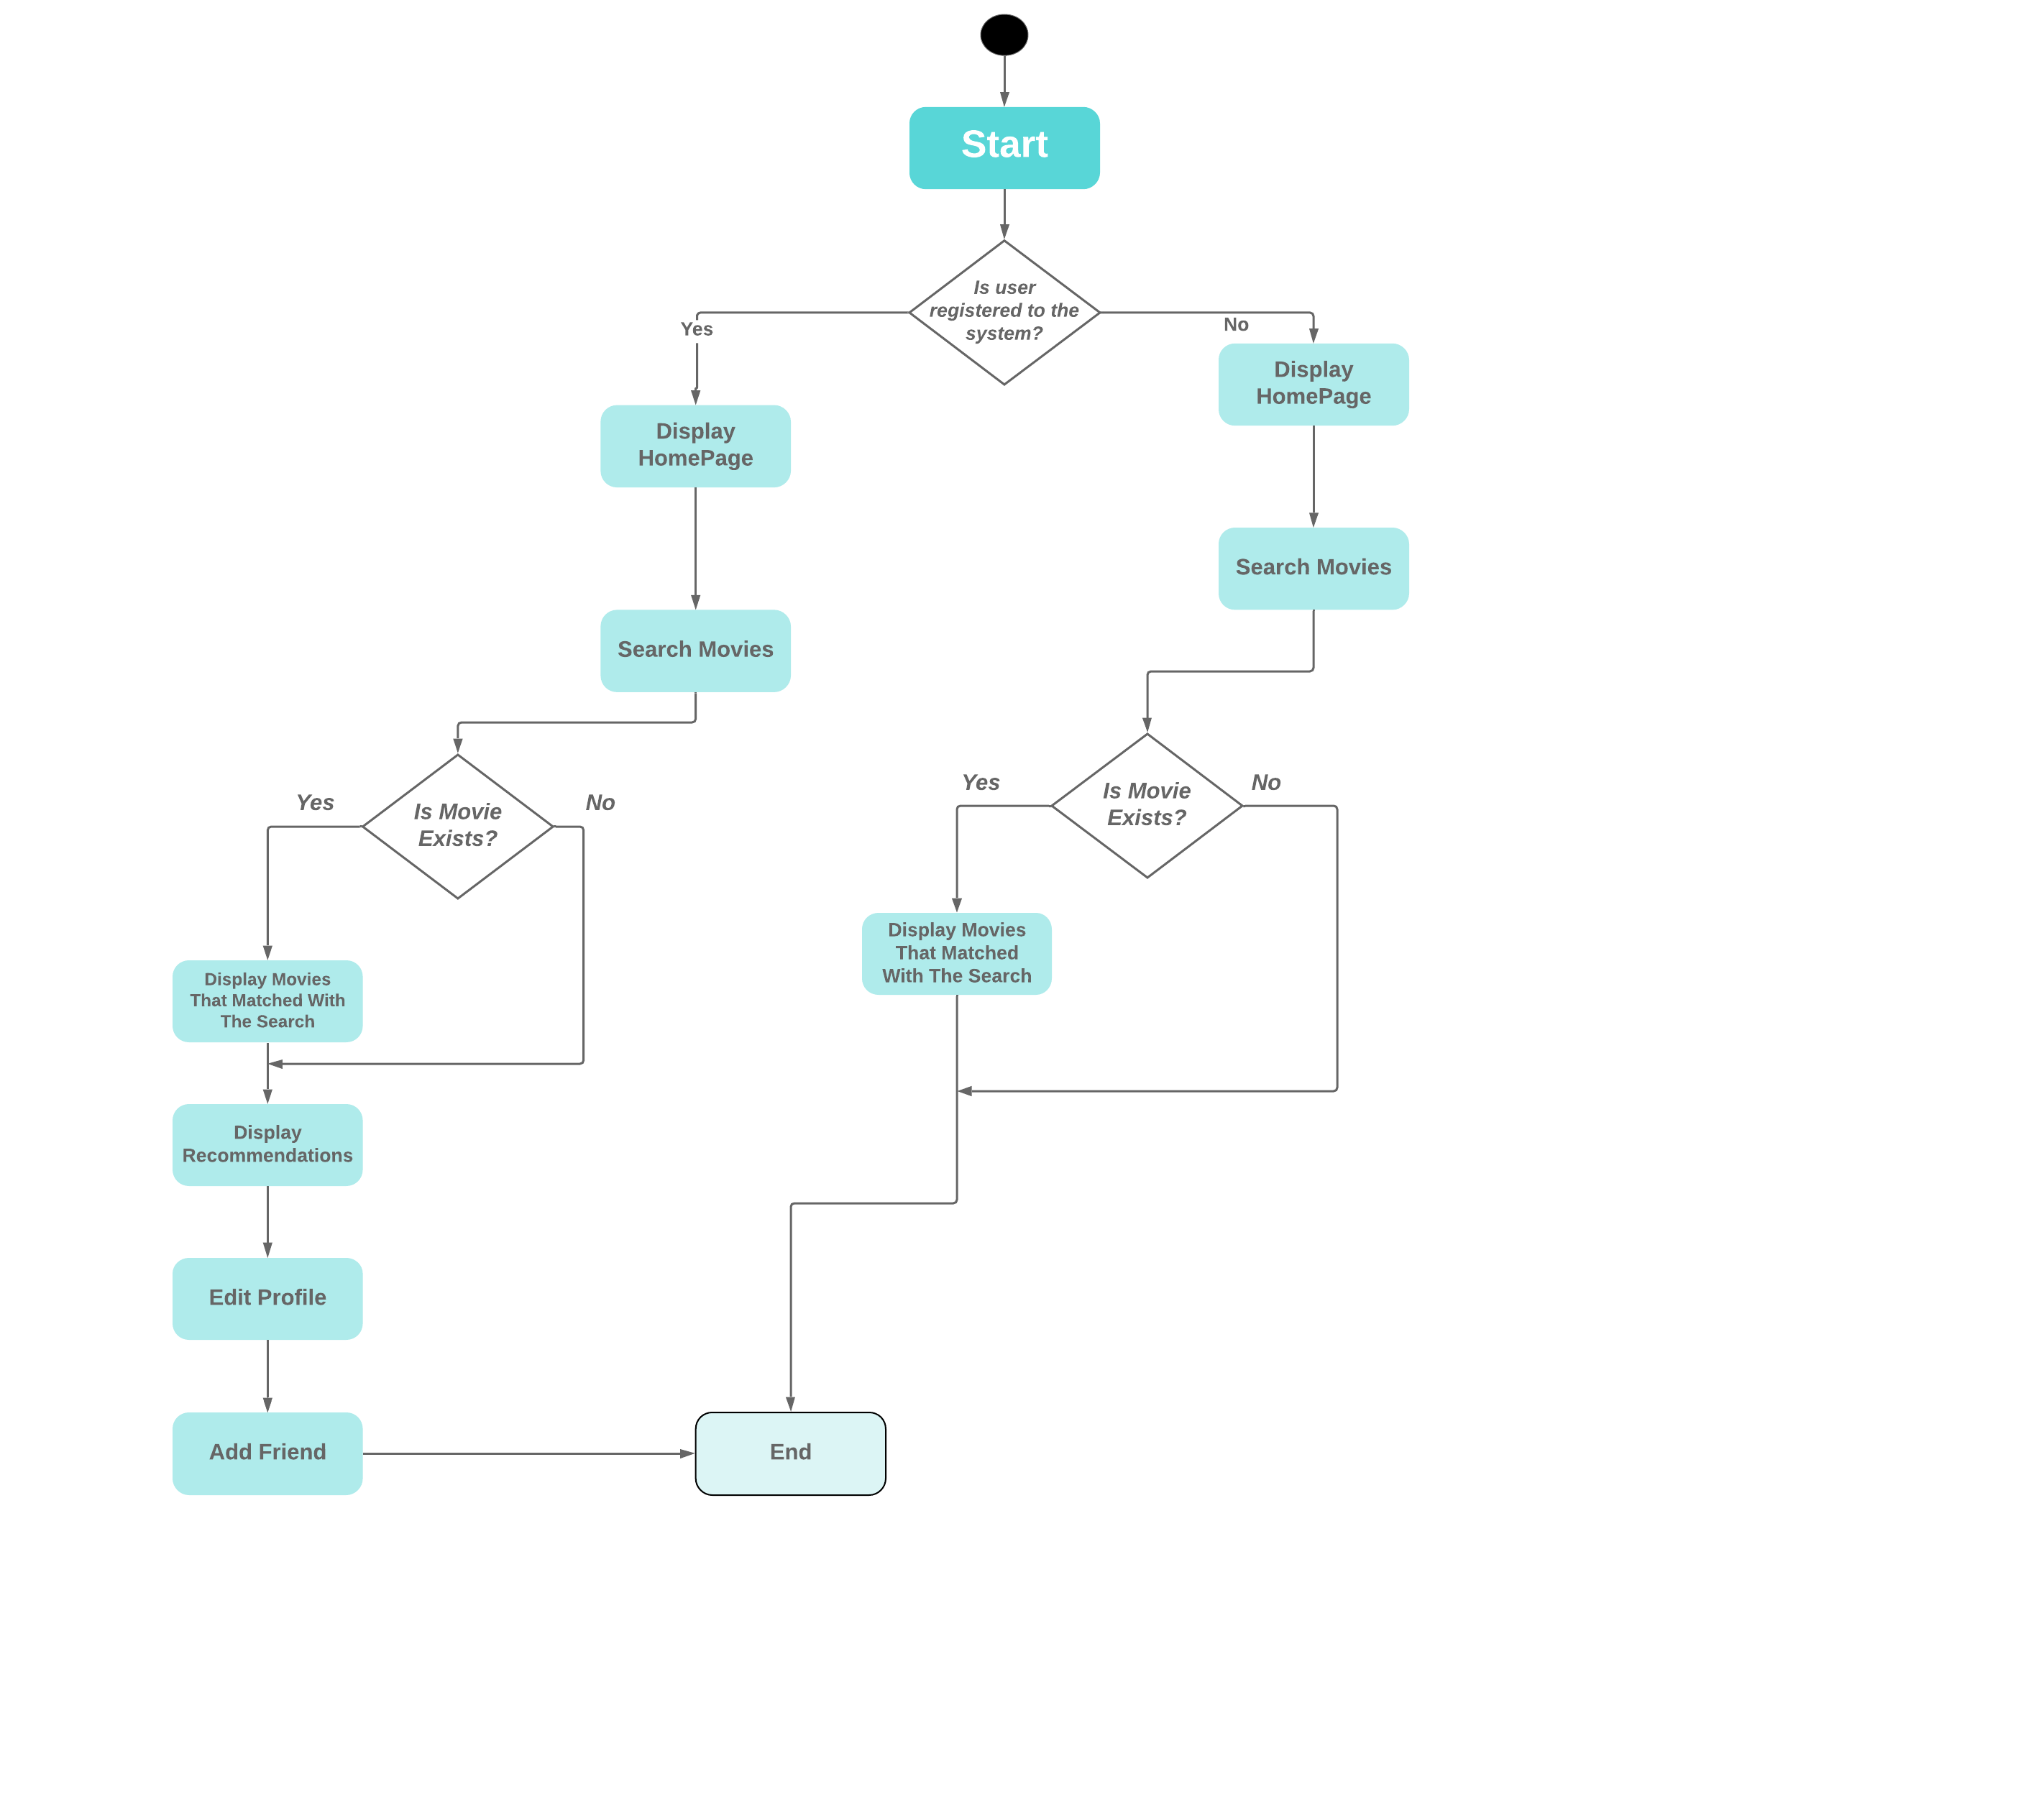 Start
Is user
registered to the
system?
Yes
No
Display
HomePage
Display
HomePage
Search Movies
Search Movies
Yes
Is Movie
Exists?
No
Yes
Is Movie
Exists?
No
Display Movies
That Matched
With The Search
Display Movies
That Matched With
The Search
Display
Recommendations
Edit Profile
Add Friend
End